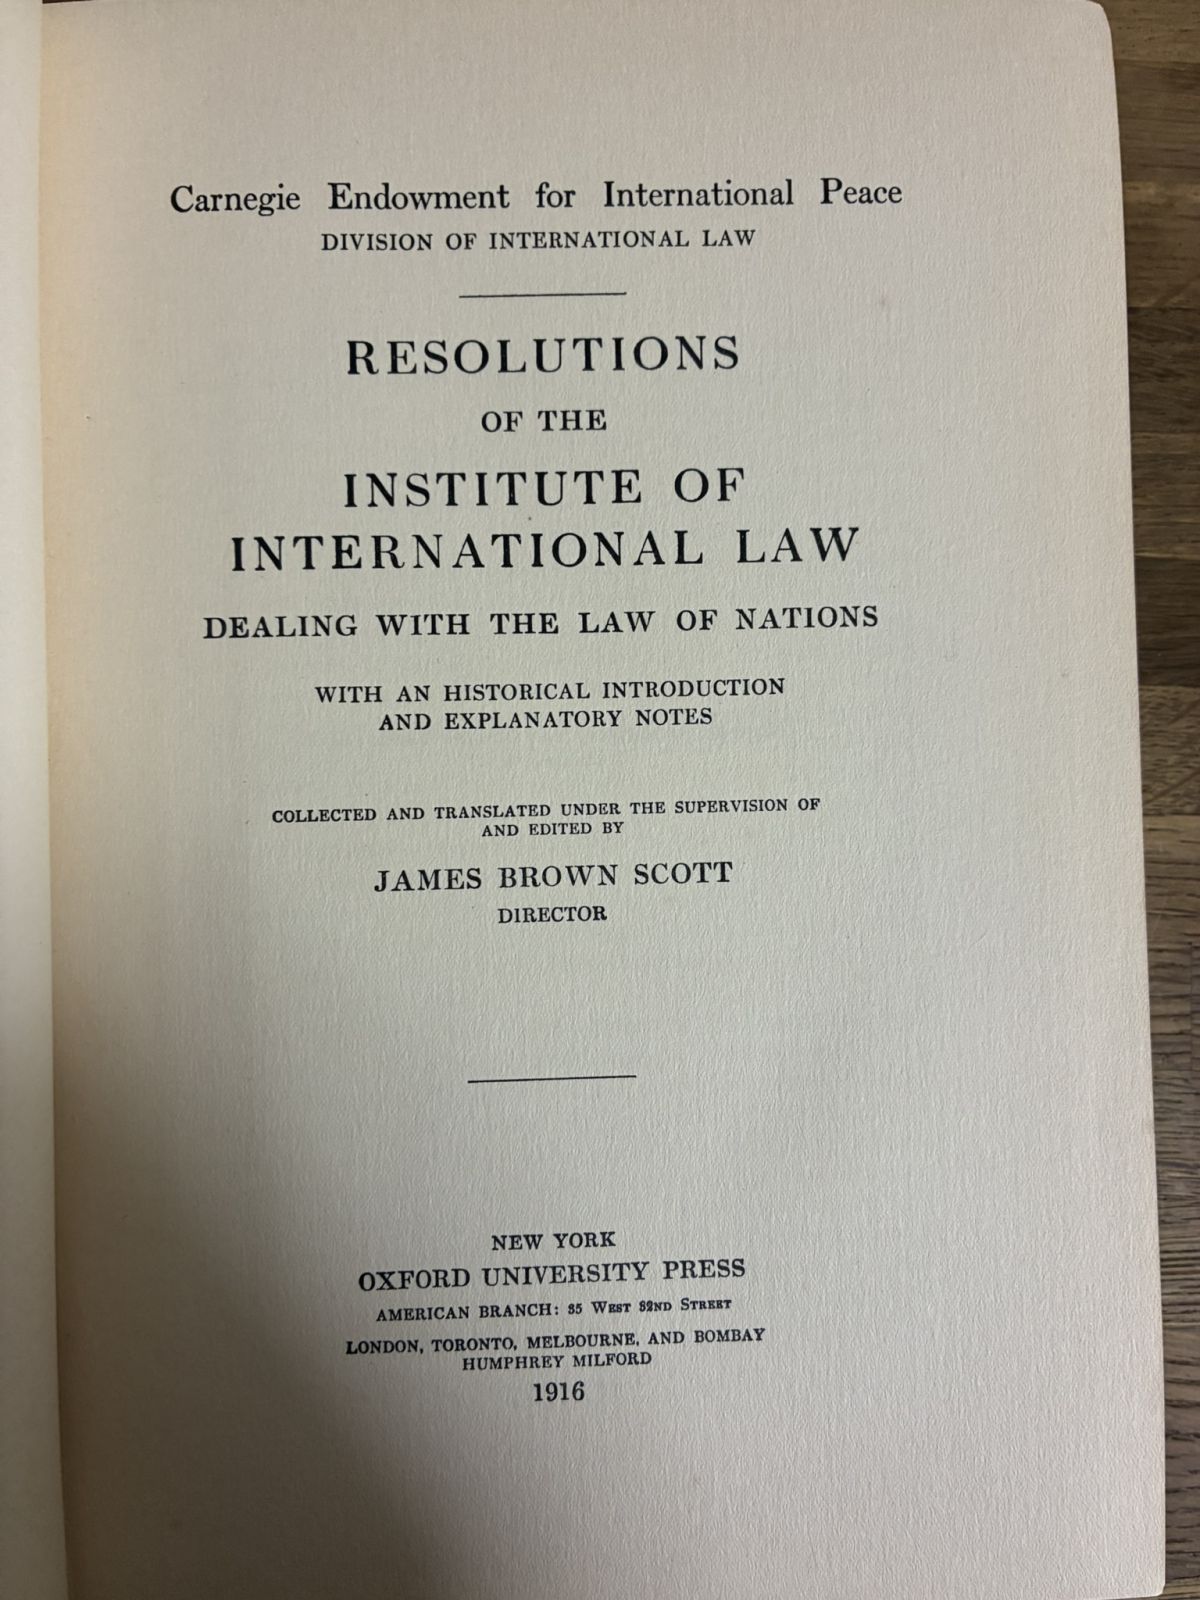 Carnegie Endowment for International Peace
DIVISION OF INTERNATIONAL LAW
RESOLUTIONS
OF THE
INSTITUTE OF
INTERNATIONAL LAW
DEALING WITH THE LAW OF NATIONS
WITH AN HISTORICAL INTRODUCTION
AND EXPLANATORY NOTES
COLLECTED AND TRANSLATED UNDER THE SUPERVISION OF
AND EDITED BY
JAMES BROWN SCOTT
DIRECTOR
NEW YORK
OXFORD UNIVERSITY PRESS
AMERICAN BRANCH: 35 WEST 32ND STREET
LONDON, TORONTO, MELBOURNE, AND BOMBAY
HUMPHREY MILFORD
1916